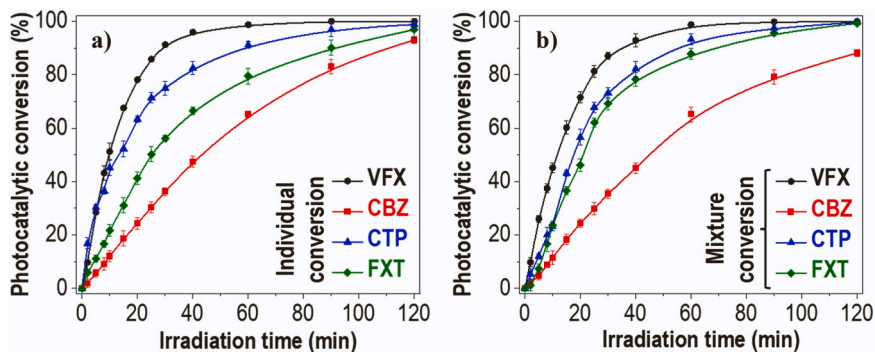 a)
Photocatalytic conversion (%)
100
80
60
40
20
0
0 20 40 60 80 100 120
Irradiation time (min)
Individual
conversion
VFX
CBZ
CTP
FXT
b)
Photocatalytic conversion (%)
100
80
60
40
20
0
0 20 40 60 80 100 120
Irradiation time (min)
Mixture
conversion
VFX
CBZ
CTP
FXT